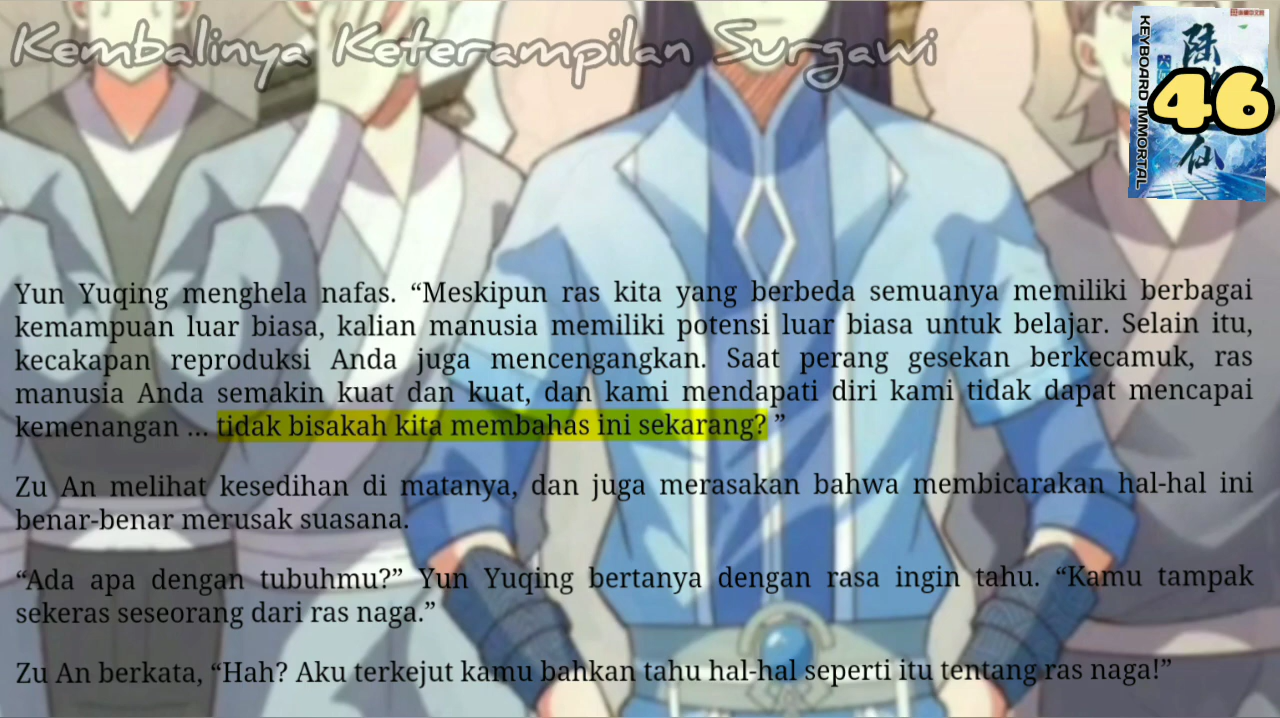 Kembalinya Keterampilan Surgawi
KEYBOARD IMMORTAL
46
Yun Yuqing menghela nafas. “Meskipun ras kita yang berbeda semuanya memiliki berbagai
kemampuan luar biasa, kalian manusia memiliki potensi luar biasa untuk belajar. Selain itu,
kecakapan reproduksi Anda juga mencengangkan. Saat perang gesekan berkecamuk, ras
manusia Anda semakin kuat dan kuat, dan kami mendapati diri kami tidak dapat mencapai
kemenangan ... tidak bisakah kita membahas ini sekarang? ”
Zu An melihat kesedihan di matanya, dan juga merasakan bahwa membicarakan hal-hal ini
benar-benar merusak suasana.
“Ada apa dengan tubuhmu?” Yun Yuqing bertanya dengan rasa ingin tahu. “Kamu tampak
sekeras seseorang dari ras naga.”
Zu An berkata, “Hah? Aku terkejut kamu bahkan tahu hal-hal seperti itu tentang ras naga!”